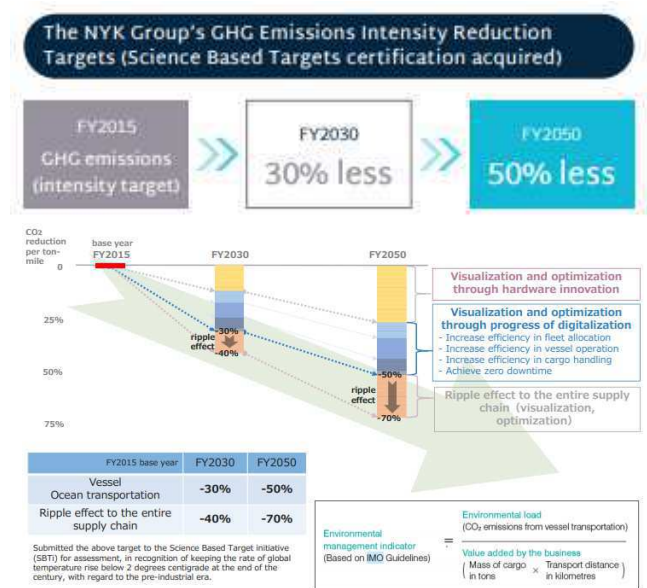 The NYK Group's GHG Emissions Intensity Reduction
Targets (Science Based Targets certification acquired)
FY2015
GHG emissions
(intensity target)
FY2030
30% less
FY2050
50% less
CO₂
reduction
per ton-
mile
base year
FY2015
FY2030
FY2050
0
25%
50%
75%
-30%
ripple
effect
-40%
-50%
ripple
effect
-70%
Visualization and optimization
through hardware innovation
Visualization and optimization
through progress of digitalization
- Increase efficiency in fleet allocation
- Increase efficiency in vessel operation
- Increase efficiency in cargo handling
- Achieve zero downtime
Ripple effect to the entire supply
chain (visualization,
optimization)
FY2015 base year FY2030 FY2050
Vessel
Ocean transportation -30% -50%
Ripple effect to the entire
supply chain -40% -70%
Submitted the above target to the Science Based Target initiative
(SBTi) for assessment, in recognition of keeping the rate of global
temperature rise below 2 degrees centigrade at the end of the
century, with regard to the pre-industrial era.
Environmental
management indicator
(Based on IMO Guidelines)
=
Environmental load
(CO₂ emissions from vessel transportation)
Value added by the business
( Mass of cargo
in tons × Transport distance
in kilometres )